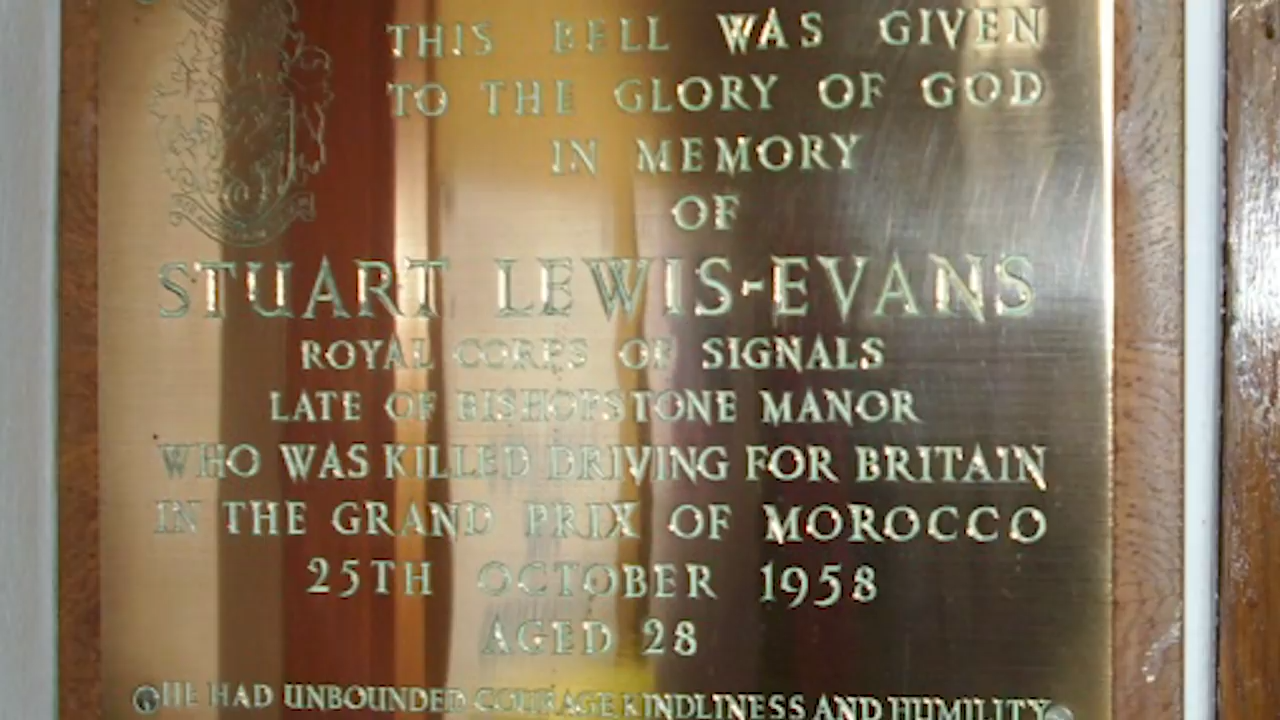 THIS BELL WAS GIVEN
TO THE GLORY OF GOD
IN MEMORY
OF
STUART LEWIS-EVANS
ROYAL CORPS OF SIGNALS
LATE OF BISHOPSTONE MANOR
WHO WAS KILLED DRIVING FOR BRITAIN
IN THE GRAND PRIX OF MOROCCO
25TH OCTOBER 1958
AGED 28
HE HAD UNBOUNDED COURAGE KINDLINESS AND HUMILITY